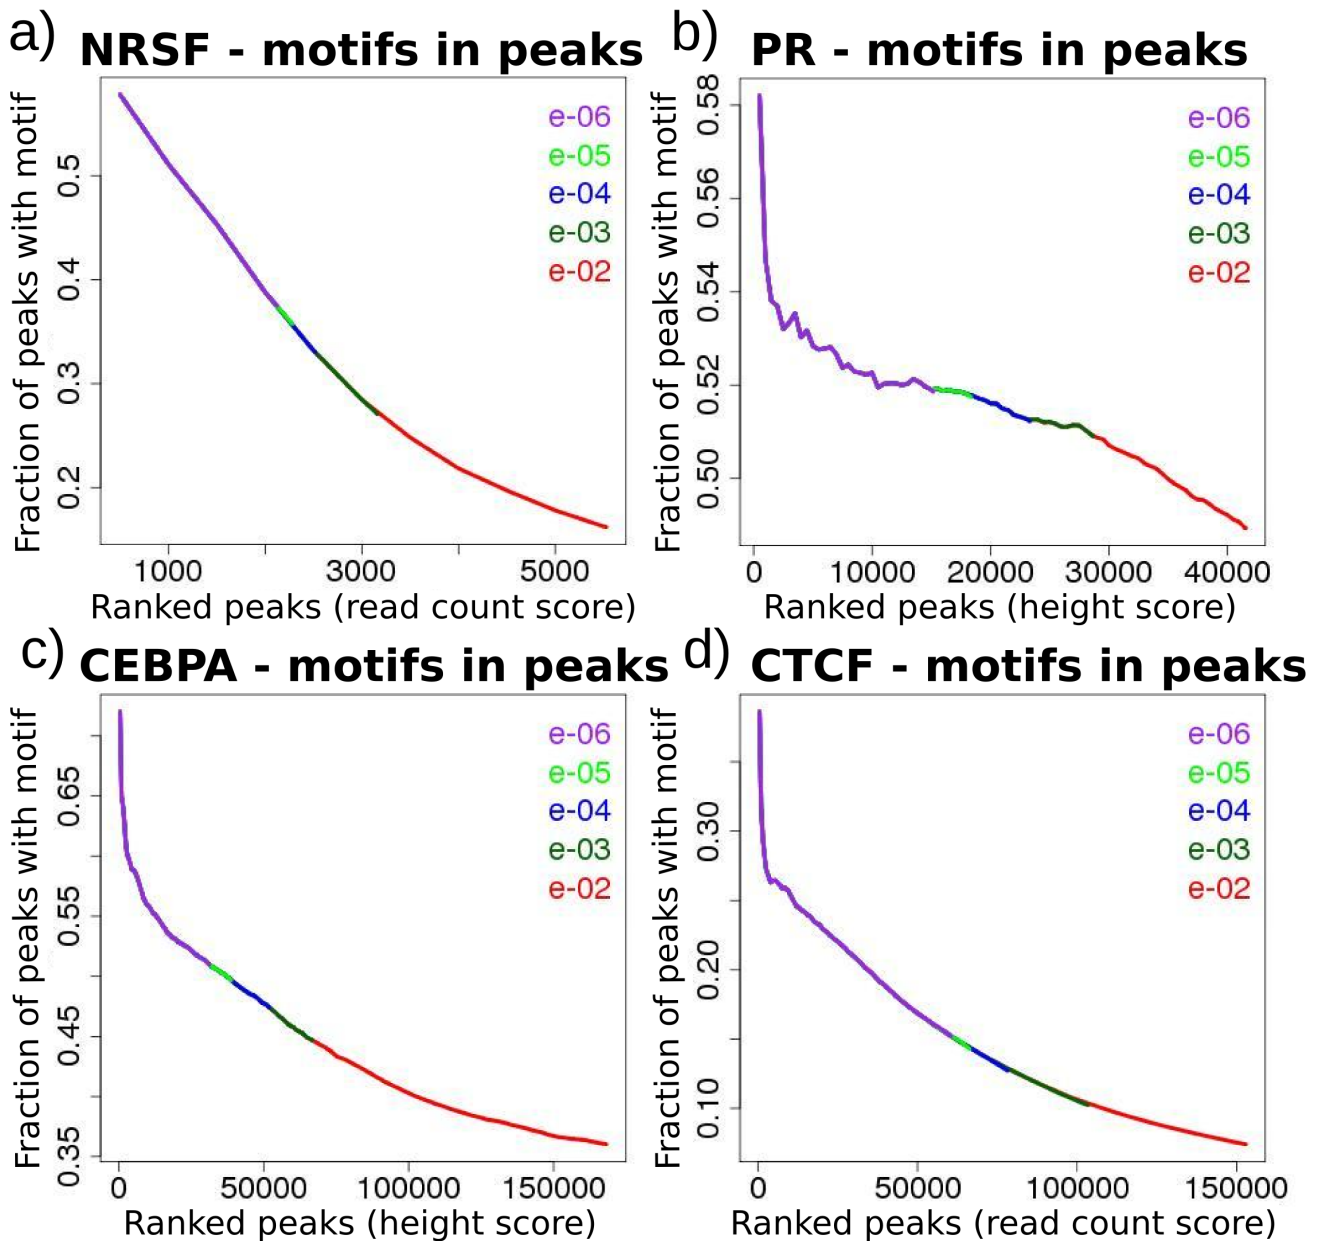 a) NRSF - motifs in peaks
Fraction of peaks with motif
0.5
0.4
0.3
0.2
e-06
e-05
e-04
e-03
e-02
1000 3000 5000
Ranked peaks (read count score)
b) PR - motifs in peaks
Fraction of peaks with motif
0.58
0.56
0.54
0.52
0.50
e-06
e-05
e-04
e-03
e-02
0 10000 20000 30000 40000
Ranked peaks (height score)
c) CEBPA - motifs in peaks
Fraction of peaks with motif
0.65
0.55
0.45
0.35
e-06
e-05
e-04
e-03
e-02
0 50000 100000 150000
Ranked peaks (height score)
d) CTCF - motifs in peaks
Fraction of peaks with motif
0.30
0.20
0.10
e-06
e-05
e-04
e-03
e-02
0 50000 100000 150000
Ranked peaks (read count score)